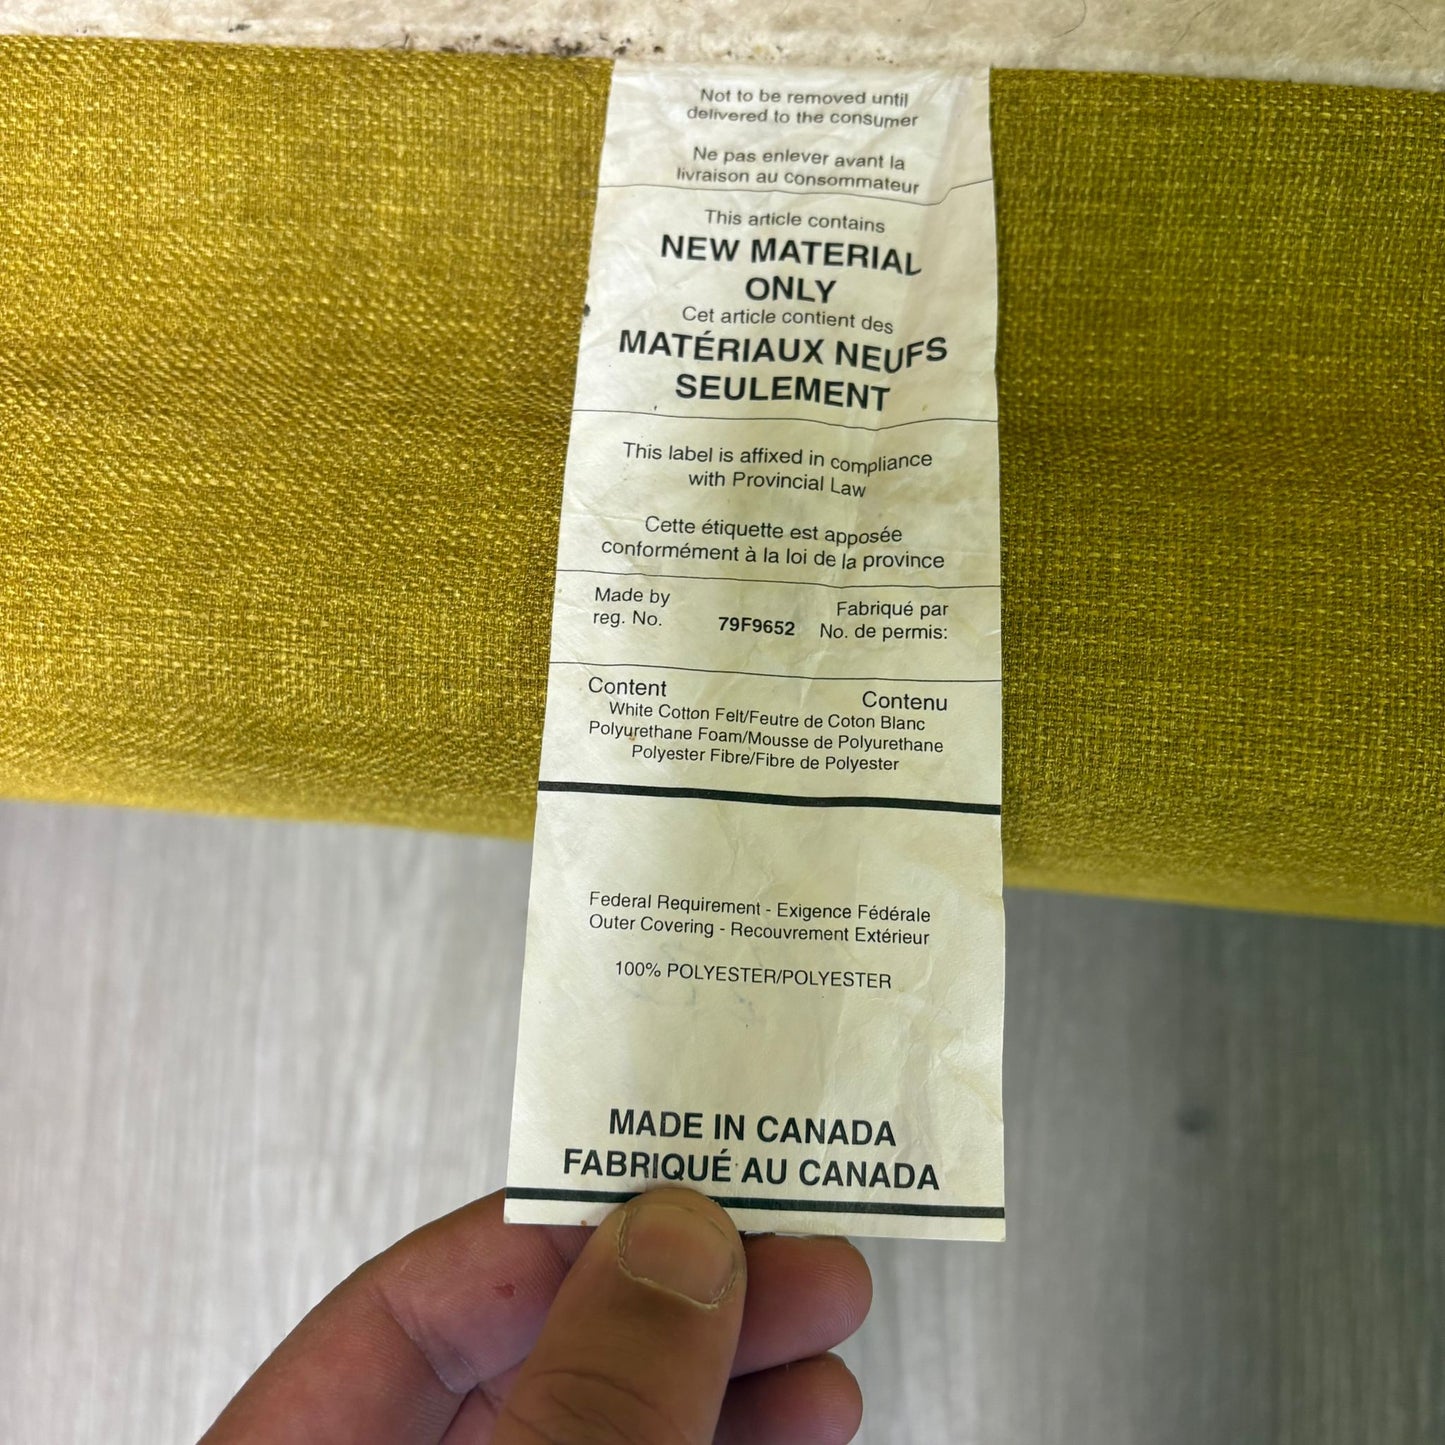 Not to be removed until
delivered to the consumer
Ne pas enlever avant la
livraison au consommateur
This article contains
NEW MATERIAL
ONLY
Cet article contient des
MATÉRIAUX NEUFS
SEULEMENT
This label is affixed in compliance
with Provincial Law
Cette étiquette est apposée
conformément à la loi de la province
Made by Fabriqué par
reg. No. 79F9652 No. de permis:
Content Contenu
White Cotton Felt/Feutre de Coton Blanc
Polyurethane Foam/Mousse de Polyurethane
Polyester Fibre/Fibre de Polyester
Federal Requirement - Exigence Fédérale
Outer Covering - Recouvrement Extérieur
100% POLYESTER/POLYESTER
MADE IN CANADA
FABRIQUÉ AU CANADA